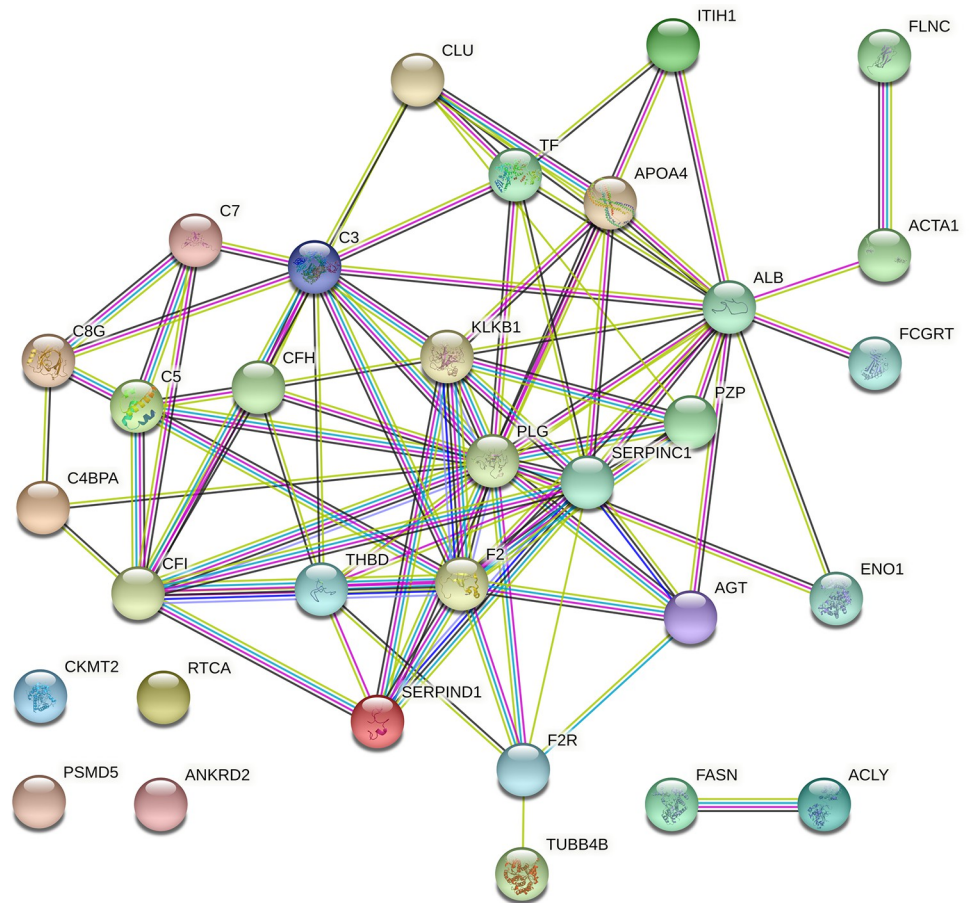 ITIH1
FLNC
CLU
TF
APOA4
C7
C3
ACTA1
ALB
C8G
CFH
KLKB1
FCGRT
C5
PZP
PLG
SERPINC1
C4BPA
CFI
THBD
F2
AGT
ENO1
CKMT2
RTCA
SERPIND1
F2R
PSMD5
ANKRD2
FASN
ACLY
TUBB4B